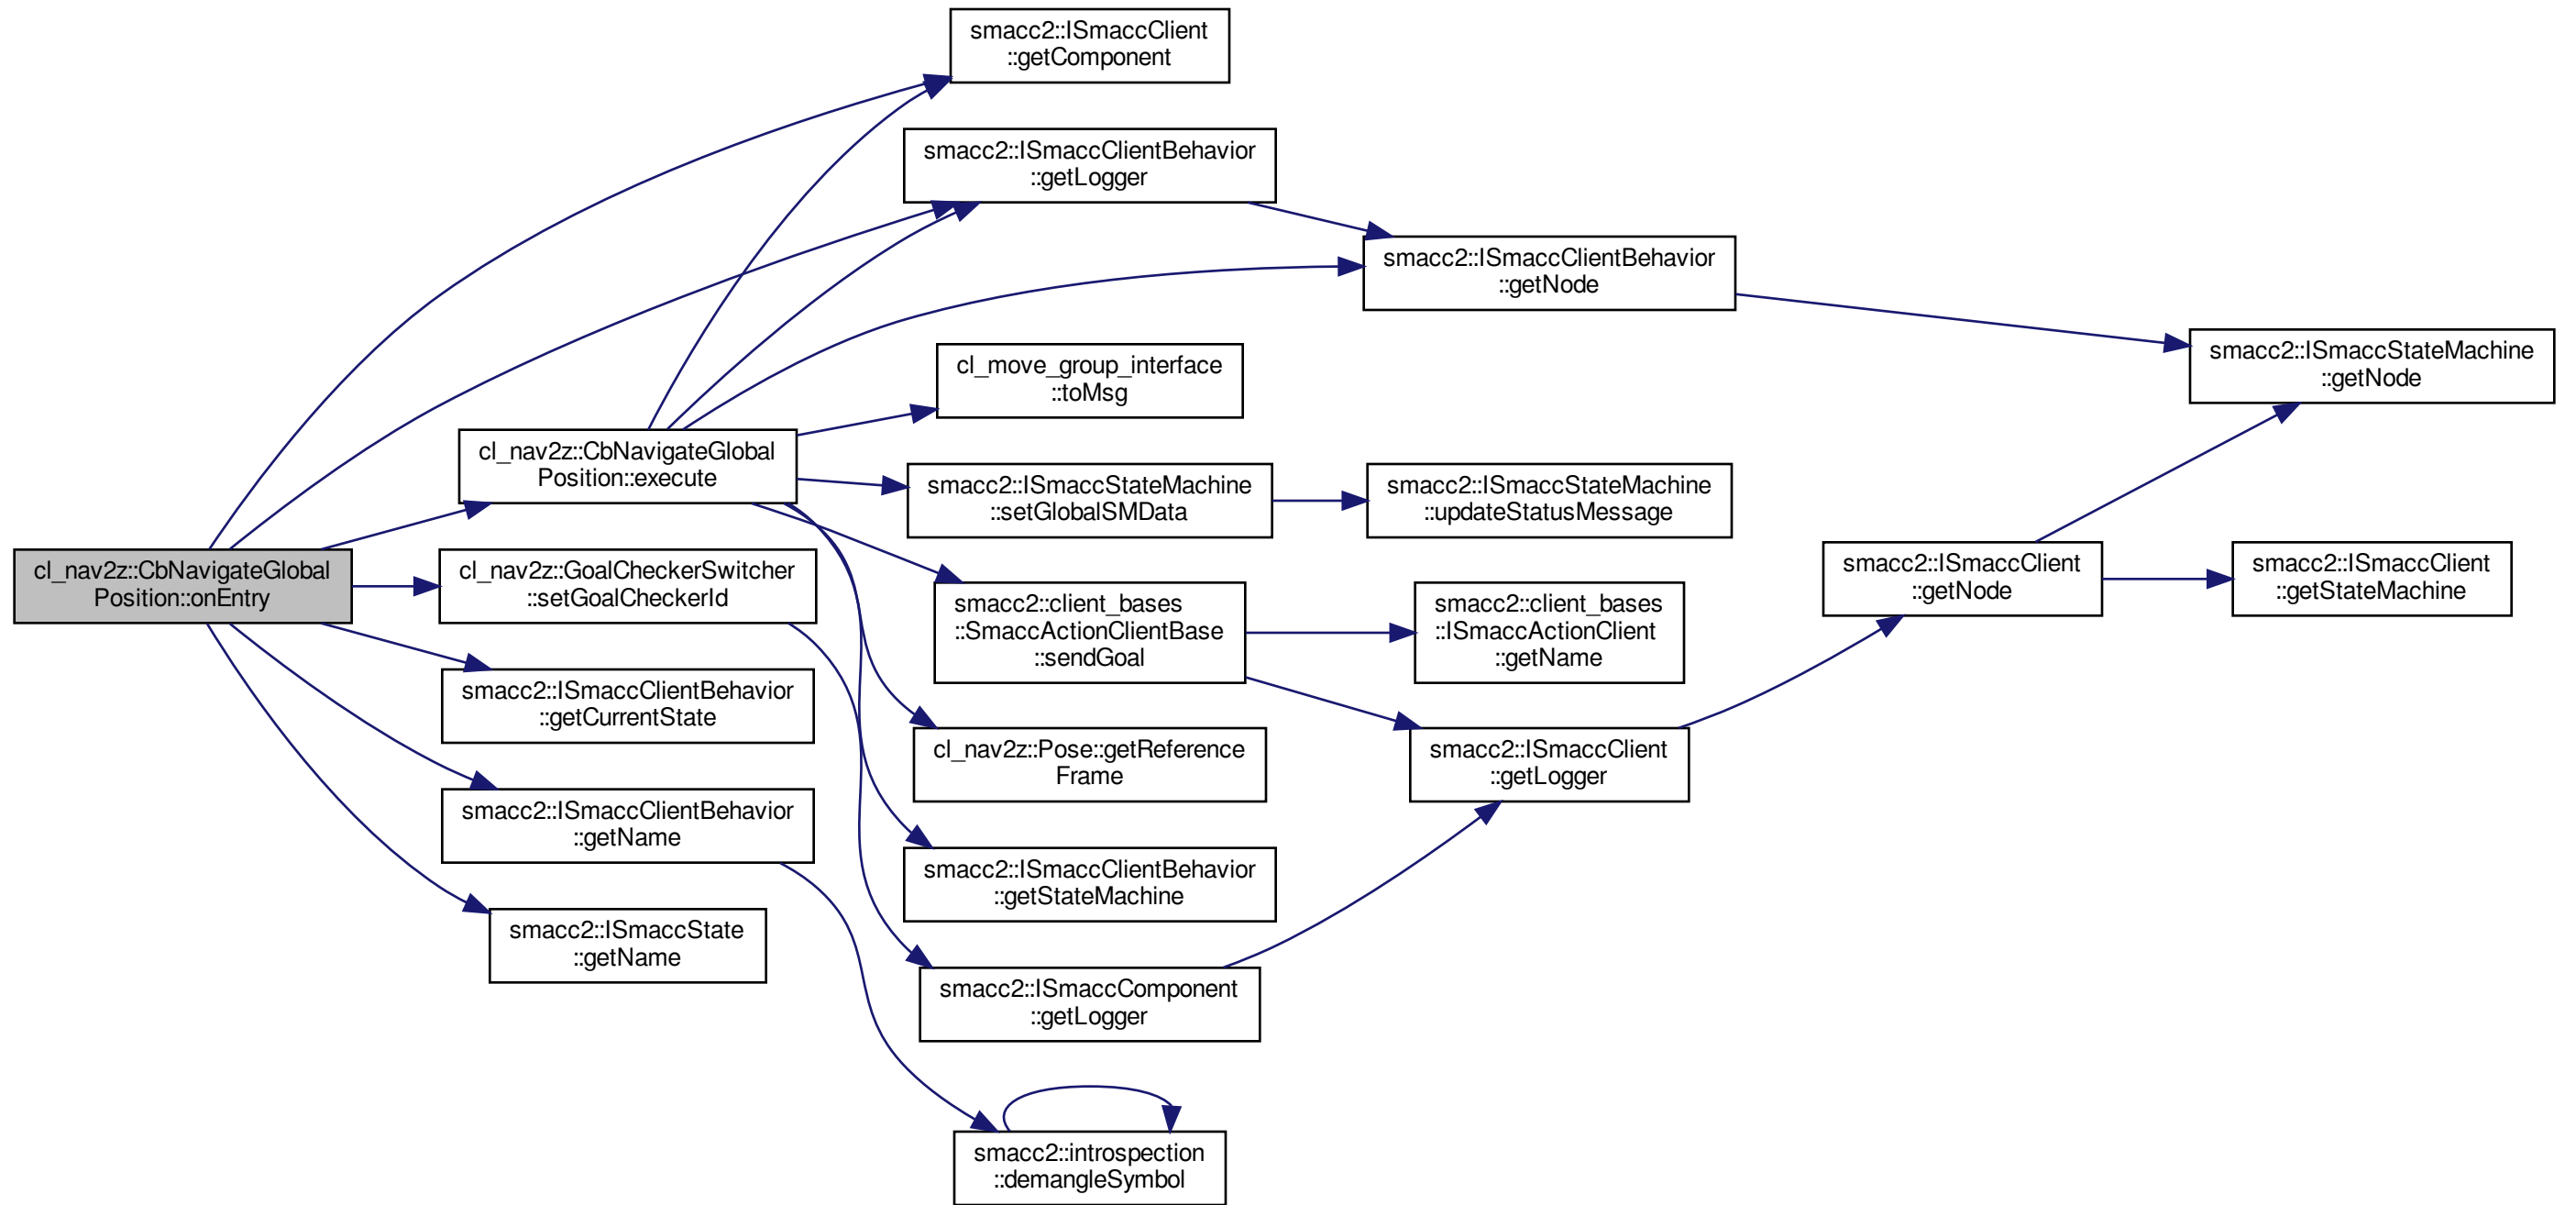 smacc2::ISmaccClient
::getComponent
smacc2::ISmaccClientBehavior
::getLogger
smacc2::ISmaccClientBehavior
::getNode
smacc2::ISmaccStateMachine
::getNode
cl_move_group_interface
::toMsg
cl_nav2z::CbNavigateGlobal
Position::execute
smacc2::ISmaccStateMachine
::setGlobalSMData
smacc2::ISmaccStateMachine
::updateStatusMessage
cl_nav2z::CbNavigateGlobal
Position::onEntry
cl_nav2z::GoalCheckerSwitcher
::setGoalCheckerId
smacc2::client_bases
::SmaccActionClientBase
::sendGoal
smacc2::client_bases
::ISmaccActionClient
::getName
smacc2::ISmaccClient
::getNode
smacc2::ISmaccClient
::getStateMachine
smacc2::ISmaccClientBehavior
::getCurrentState
cl_nav2z::Pose::getReference
Frame
smacc2::ISmaccClient
::getLogger
smacc2::ISmaccClientBehavior
::getName
smacc2::ISmaccClientBehavior
::getStateMachine
smacc2::ISmaccState
::getName
smacc2::ISmaccComponent
::getLogger
smacc2::introspection
::demangleSymbol